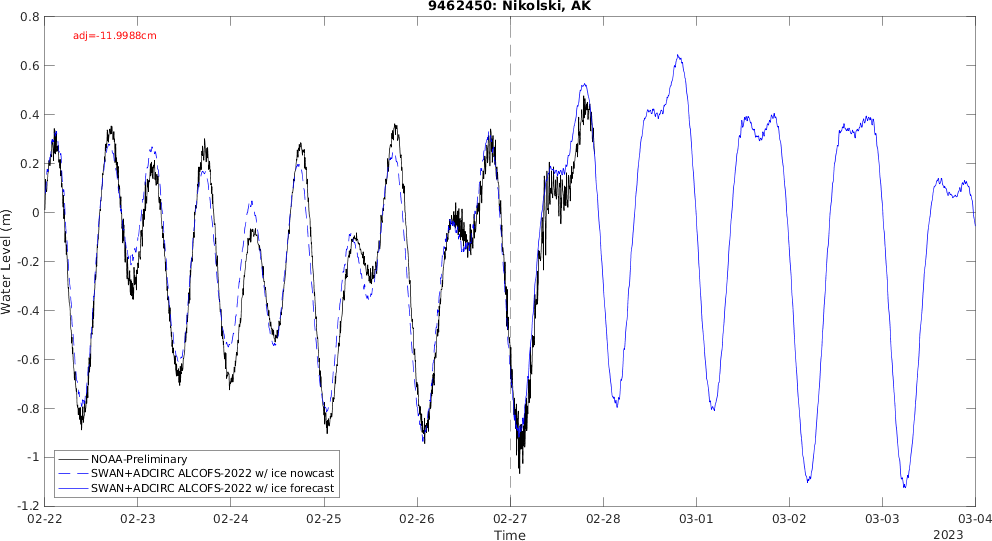 9462450: Nikolski, AK
adj=-11.9988cm
Water Level (m)
0.8
0.6
0.4
0.2
0
-0.2
-0.4
-0.6
-0.8
-1
-1.2
NOAA-Preliminary
SWAN+ADCIRC ALCOFS-2022 w/ ice nowcast
SWAN+ADCIRC ALCOFS-2022 w/ ice forecast
02-22 02-23 02-24 02-25 02-26 02-27 02-28 03-01 03-02 03-03 03-04
Time
2023